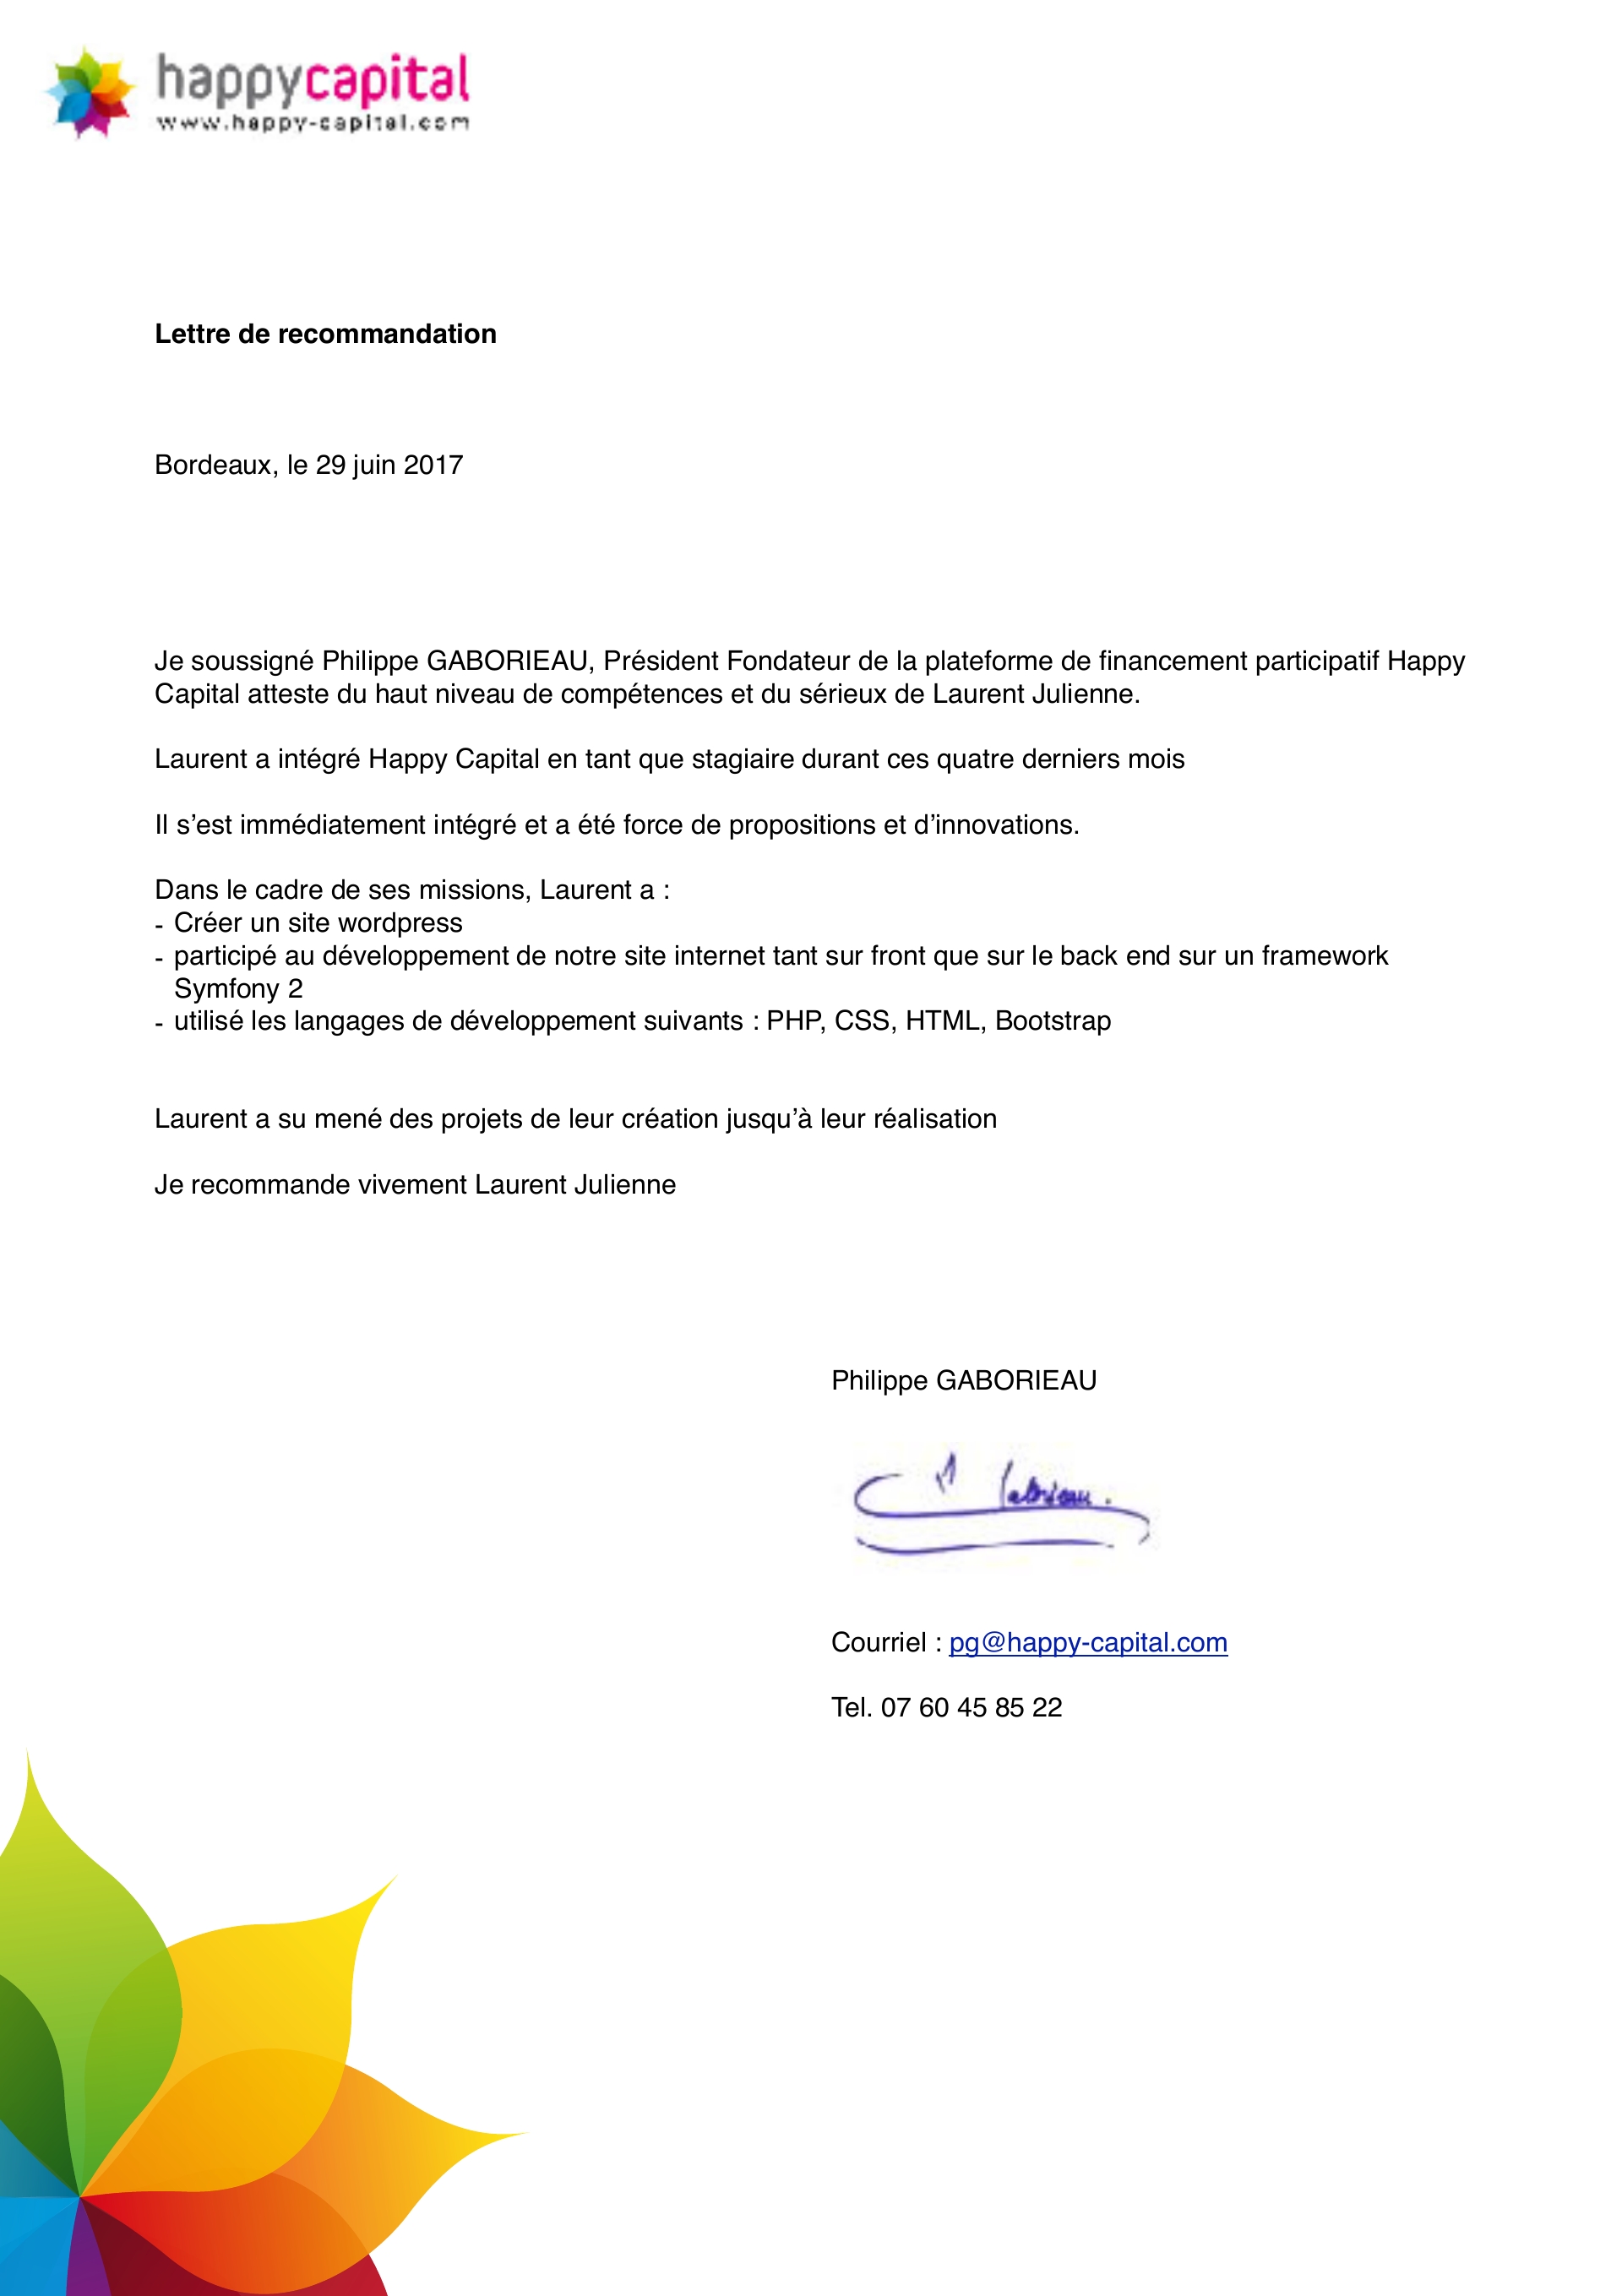 happycapital
www.happy-capital.com
Lettre de recommandation
Bordeaux, le 29 juin 2017
Je soussigné Philippe GABORIEAU, Président Fondateur de la plateforme de financement participatif Happy
Capital atteste du haut niveau de compétences et du sérieux de Laurent Julienne.
Laurent a intégré Happy Capital en tant que stagiaire durant ces quatre derniers mois
Il s’est immédiatement intégré et a été force de propositions et d’innovations.
Dans le cadre de ses missions, Laurent a :
- Créer un site wordpress
- participé au développement de notre site internet tant sur front que sur le back end sur un framework
Symfony 2
- utilisé les langages de développement suivants : PHP, CSS, HTML, Bootstrap
Laurent a su mené des projets de leur création jusqu’à leur réalisation
Je recommande vivement Laurent Julienne
Philippe GABORIEAU
Courriel : pg@happy-capital.com
Tel. 07 60 45 85 22